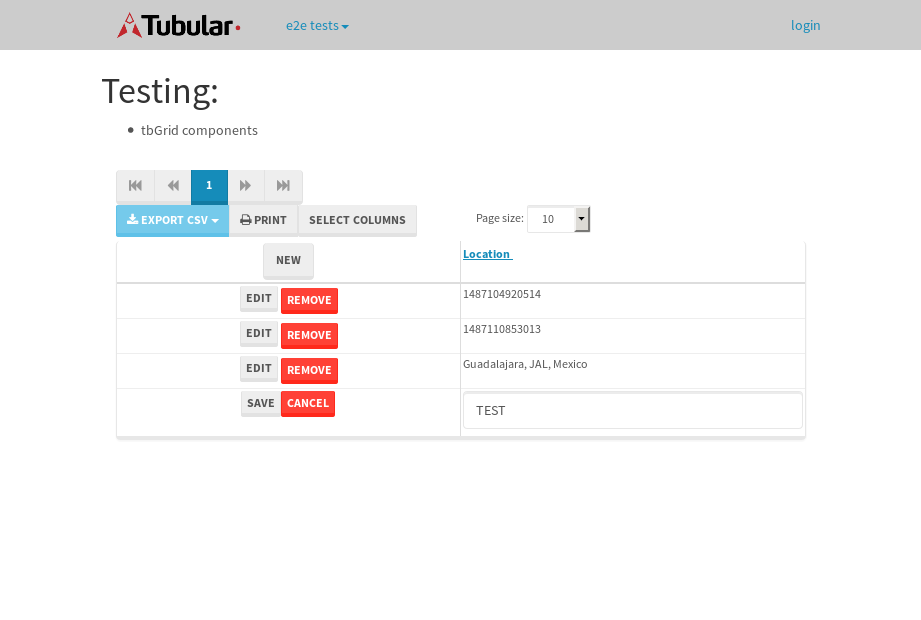 Tubular. e2e tests login
Testing:
tbGrid components
1
EXPORT CSV PRINT SELECT COLUMNS Page size: 10
NEW Location
EDIT REMOVE 1487104920514
EDIT REMOVE 1487110853013
EDIT REMOVE Guadalajara, JAL, Mexico
SAVE CANCEL TEST